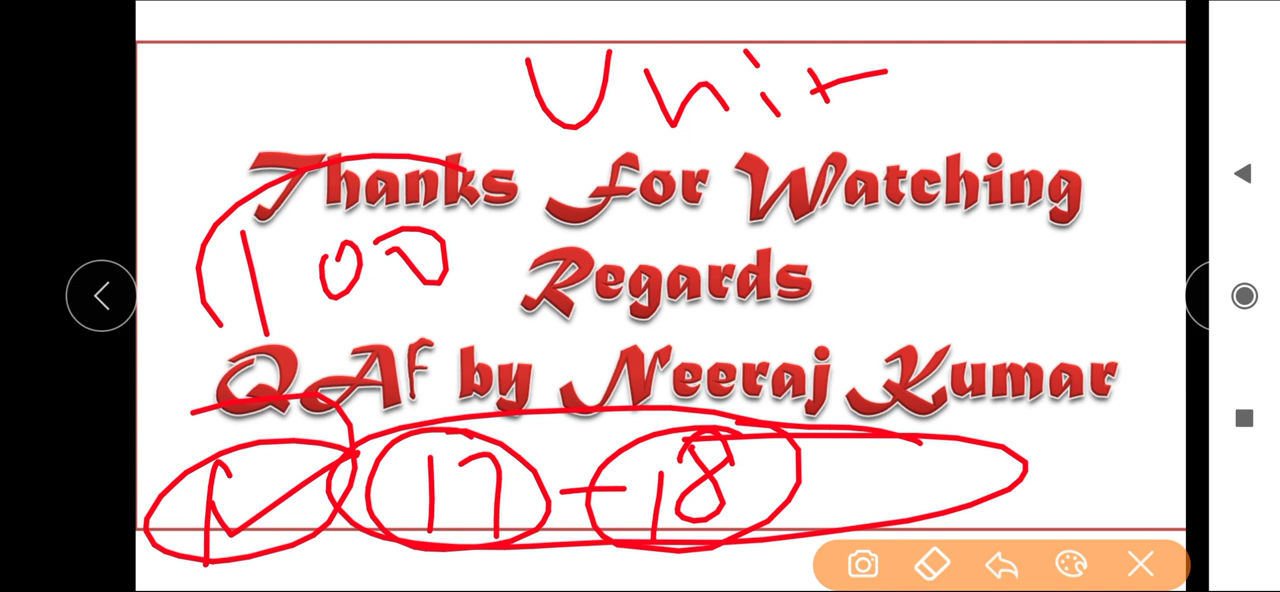 Unit
Thanks For Watching
100
Regards
QAf by Neeraj Kumar
17-18